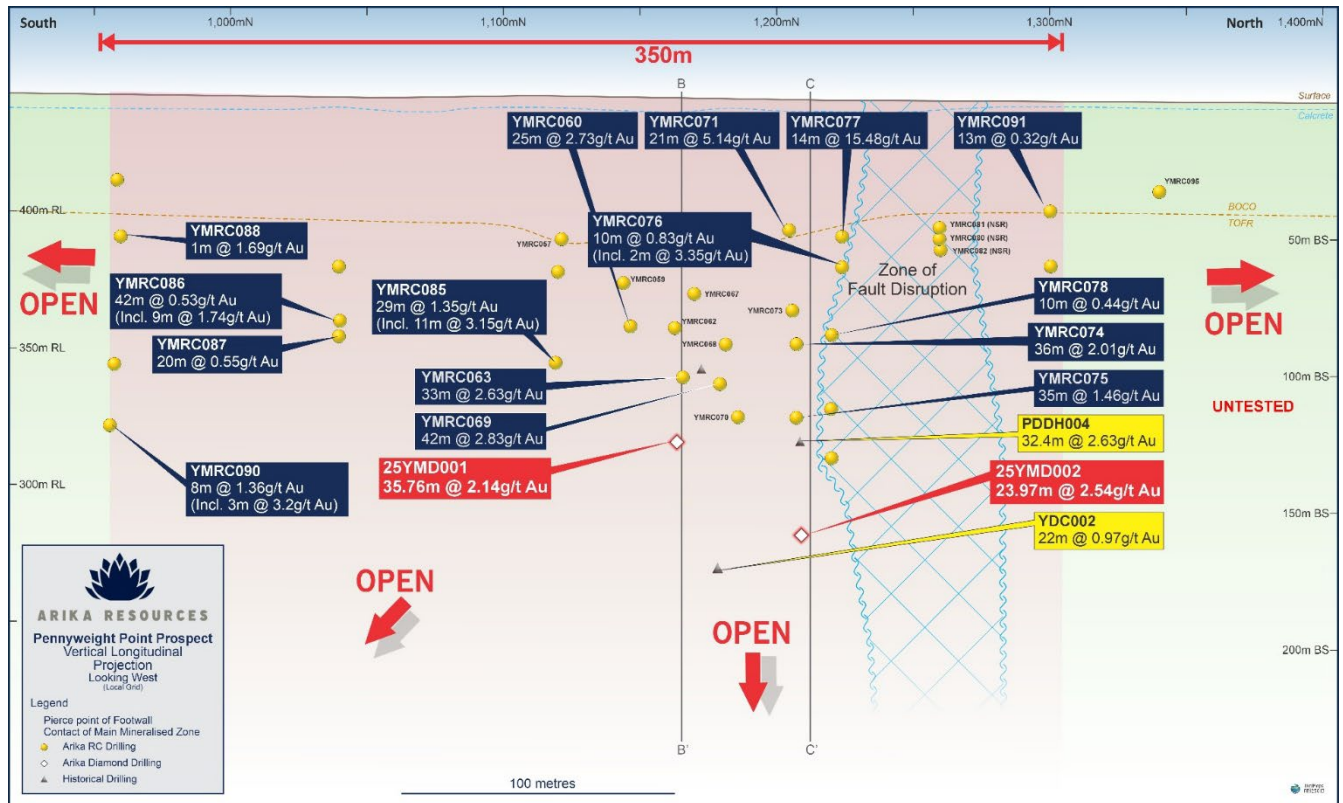 South
1,000mN
1,100mN
1,200mN
1,300mN
North
1,400mN
350m
B
C
Surface
Calcrete
YMRC060
25m @ 2.73g/t Au
YMRC071
21m @ 5.14g/t Au
YMRC077
14m @ 15.48g/t Au
YMRC091
13m @ 0.32g/t Au
YMRC095
400m RL
BOCO
TOFR
YMRC088
1m @ 1.69g/t Au
YMRC057
YMRC076
10m @ 0.83g/t Au
(Incl. 2m @ 3.35g/t Au)
YMRC081 (NSR)
YMRC080 (NSR)
YMRC082 (NSR)
50m BS
Zone of
Fault Disruption
OPEN
OPEN
YMRC086
42m @ 0.53g/t Au
(Incl. 9m @ 1.74g/t Au)
YMRC085
29m @ 1.35g/t Au
(Incl. 11m @ 3.15g/t Au)
YMRC059
YMRC067
YMRC073
YMRC078
10m @ 0.44g/t Au
YMRC087
20m @ 0.55g/t Au
YMRC062
YMRC068
YMRC074
36m @ 2.01g/t Au
350m RL
YMRC063
33m @ 2.63g/t Au
YMRC075
35m @ 1.46g/t Au
100m BS
UNTESTED
YMRC069
42m @ 2.83g/t Au
YMRC070
PDDH004
32.4m @ 2.63g/t Au
YMRC090
8m @ 1.36g/t Au
(Incl. 3m @ 3.2g/t Au)
25YMD001
35.76m @ 2.14g/t Au
25YMD002
23.97m @ 2.54g/t Au
300m RL
150m BS
YDC002
22m @ 0.97g/t Au
OPEN
OPEN
200m BS
ARIKA RESOURCES
Pennyweight Point Prospect
Vertical Longitudinal
Projection
Looking West
(Local Grid)
Legend
Pierce point of Footwall
Contact of Main Mineralised Zone
Arika RC Drilling
Arika Diamond Drilling
Historical Drilling
B'
C'
100 metres